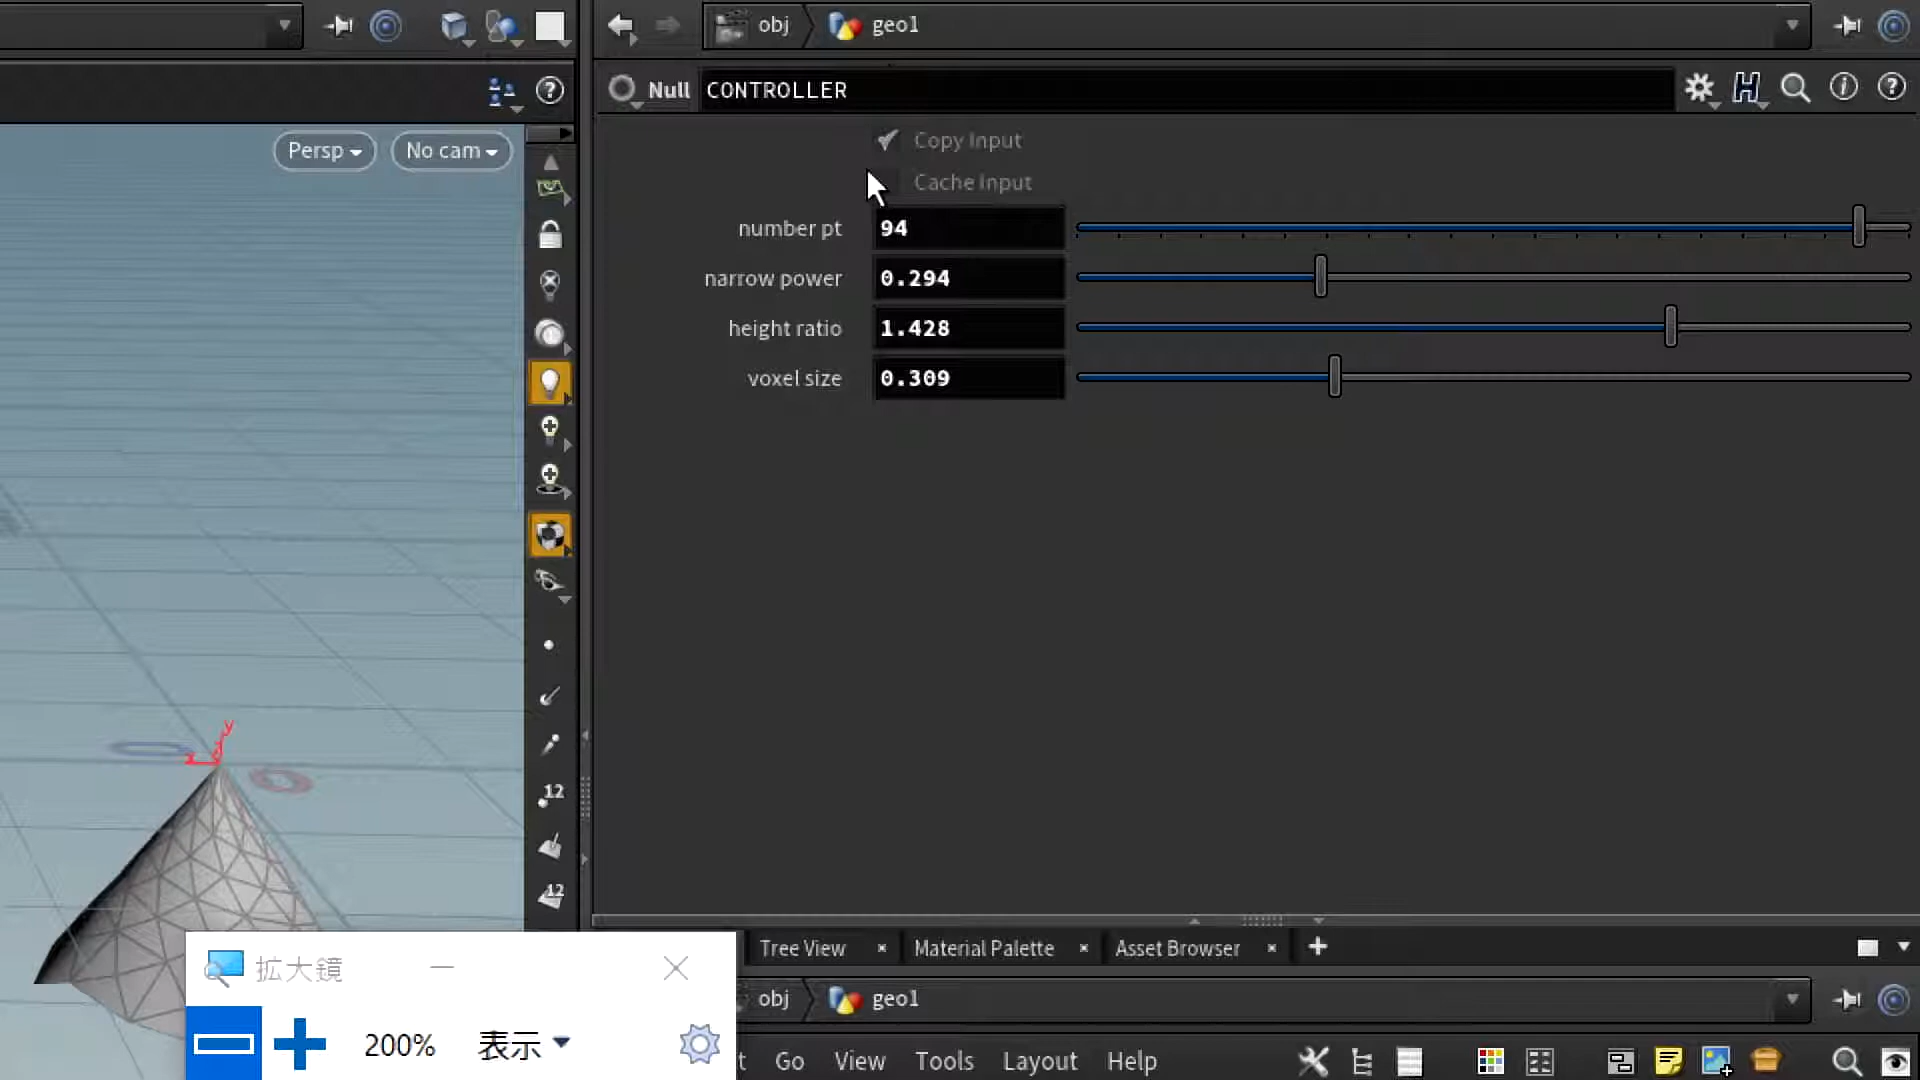 obj
geo1
Null
CONTROLLER
Persp
No cam
Copy Input
Cache Input
number pt
94
narrow power
0.294
height ratio
1.428
voxel size
0.309
y
x
12
12
Tree View
Material Palette
Asset Browser
拡大鏡
obj
geo1
200%
表示
Go
View
Tools
Layout
Help